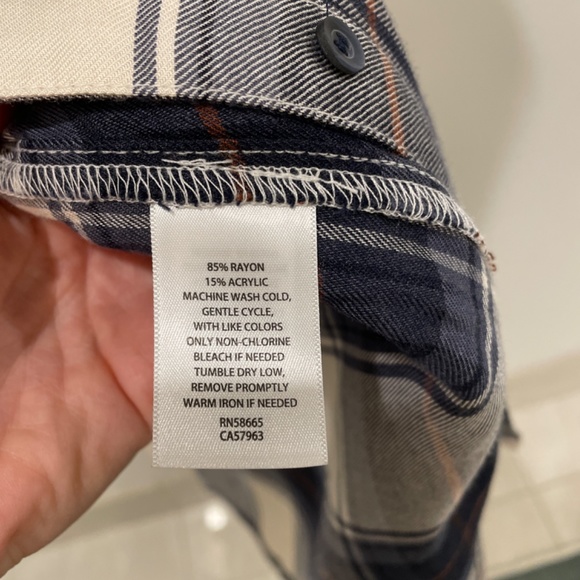 85% RAYON
15% ACRYLIC
MACHINE WASH COLD,
GENTLE CYCLE,
WITH LIKE COLORS
ONLY NON-CHLORINE
BLEACH IF NEEDED
TUMBLE DRY LOW,
REMOVE PROMPTLY
WARM IRON IF NEEDED
RN58665
CA57963